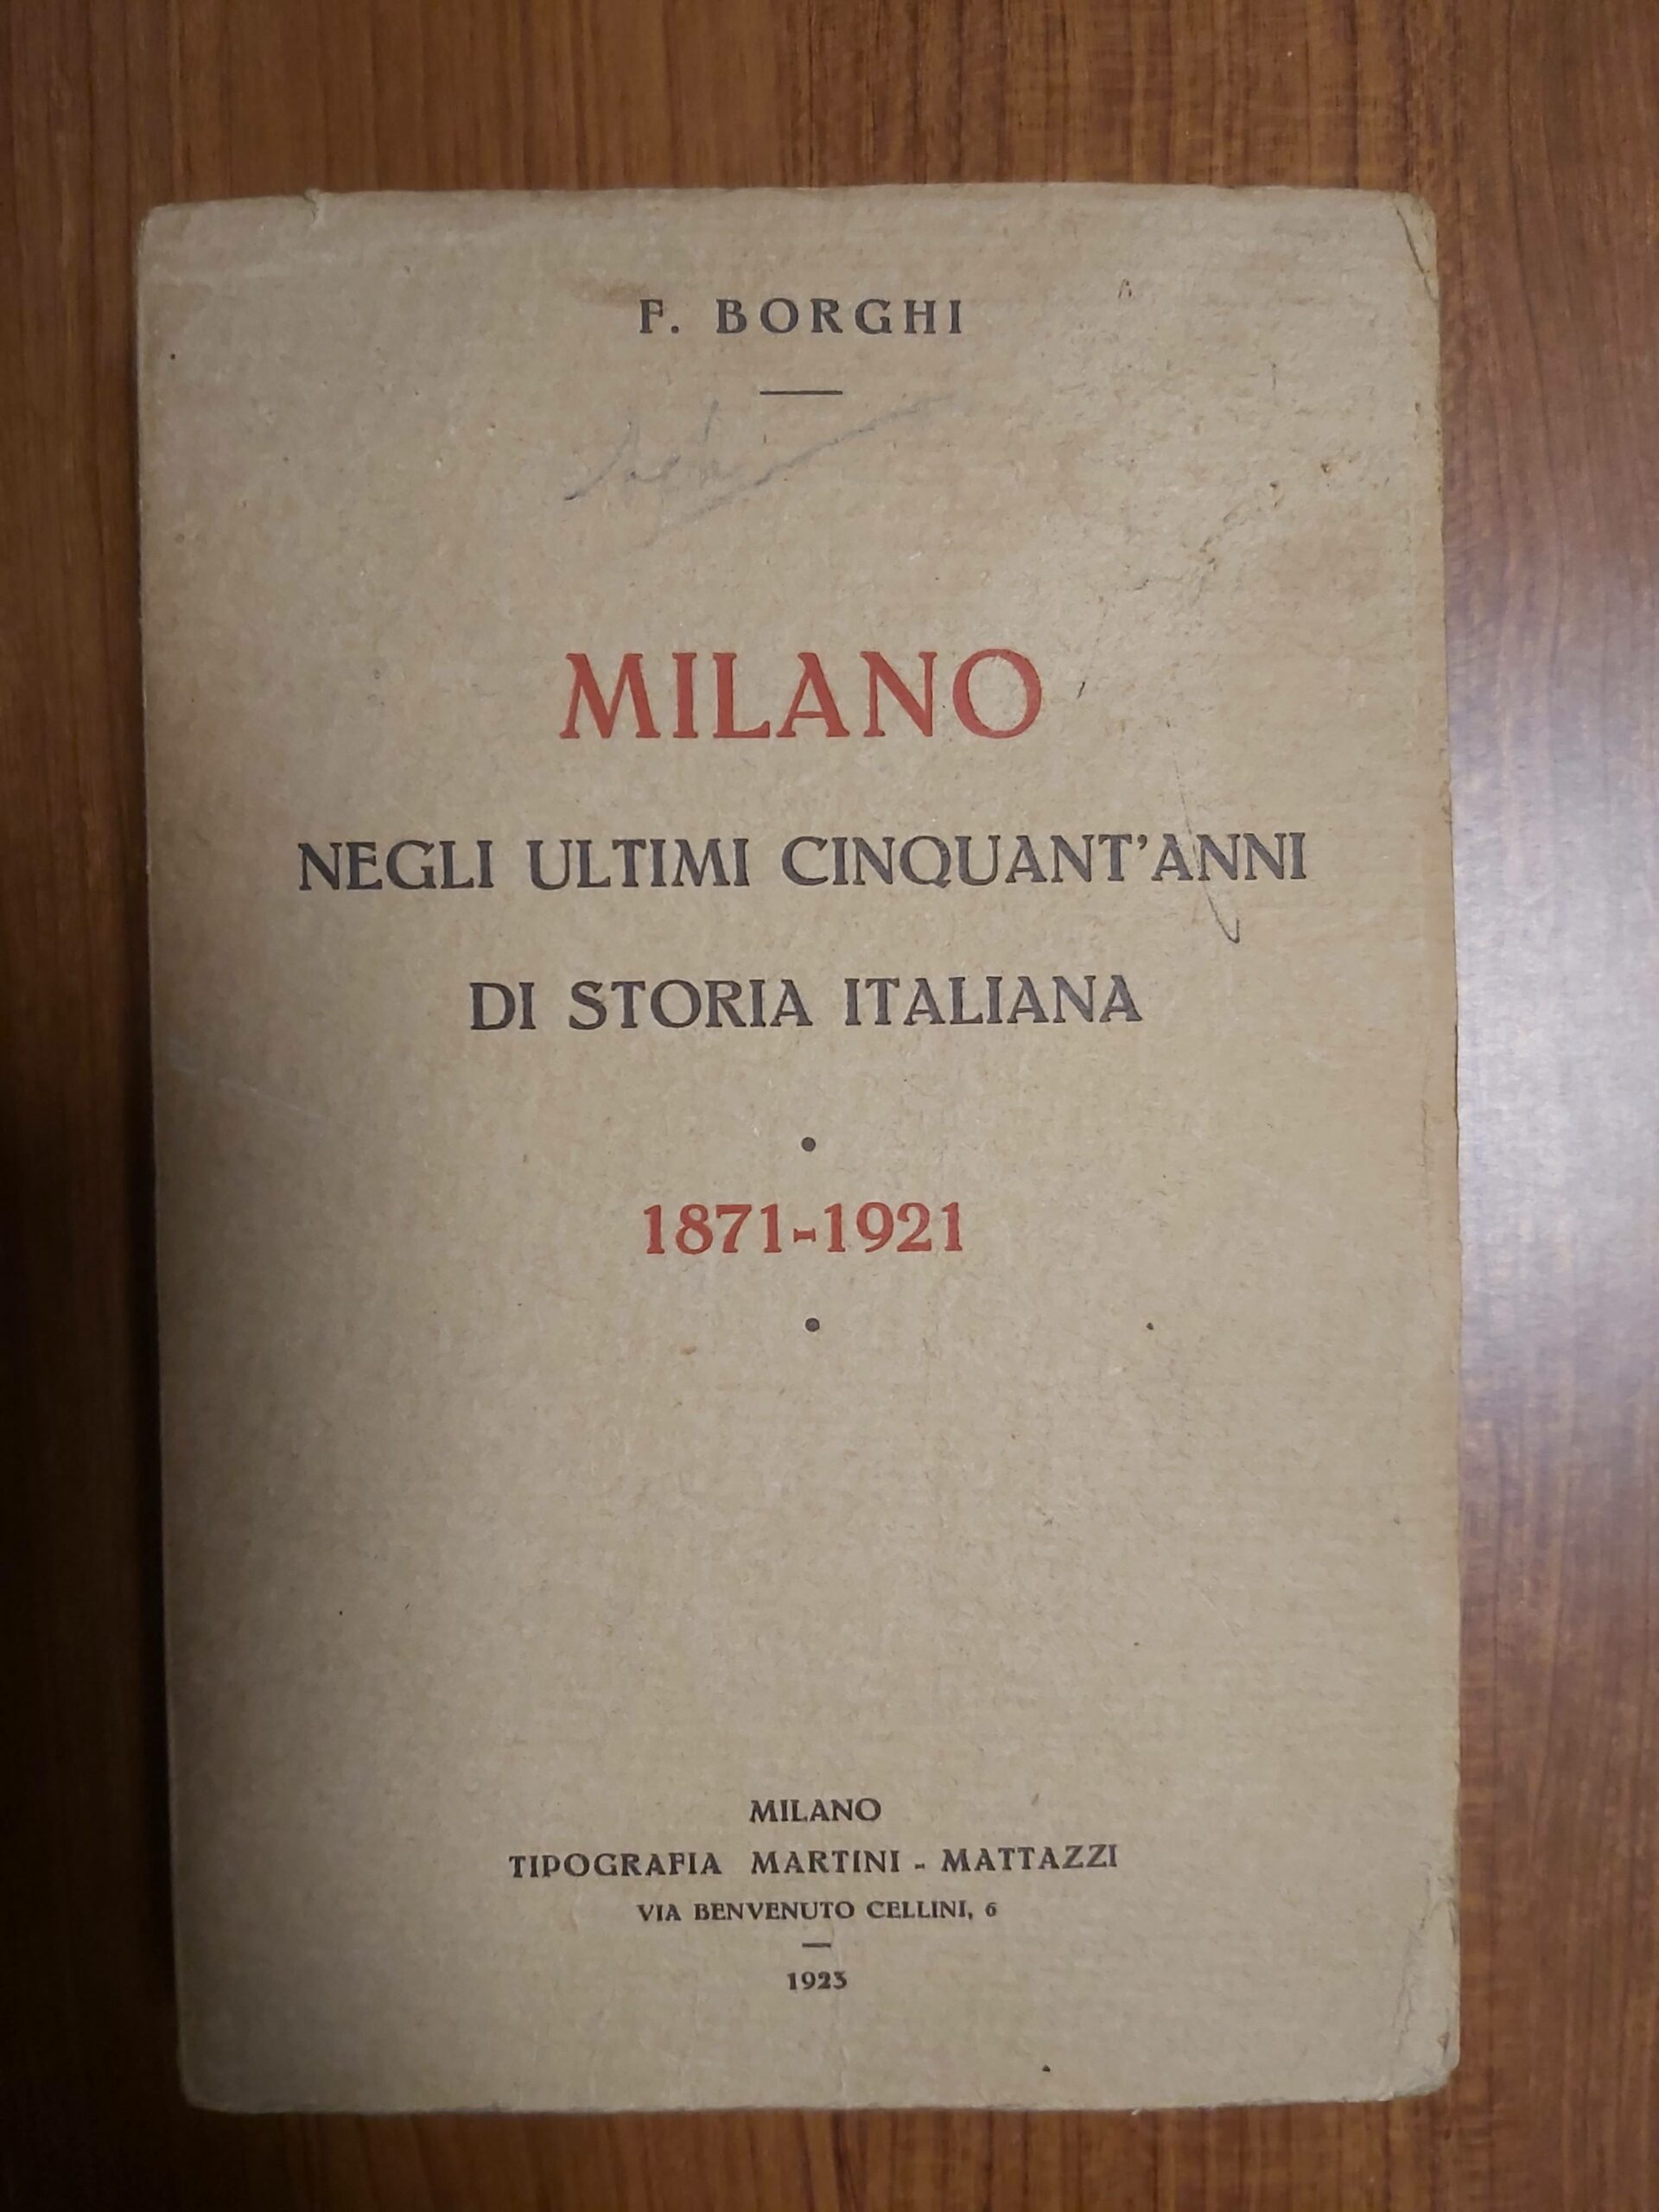 F. BORGHI
MILANO
NEGLI ULTIMI CINQUANT'ANNI
DI STORIA ITALIANA
1871-1921
MILANO
TIPOGRAFIA MARTINI - MATTAZZI
VIA BENVENUTO CELLINI, 6
1923